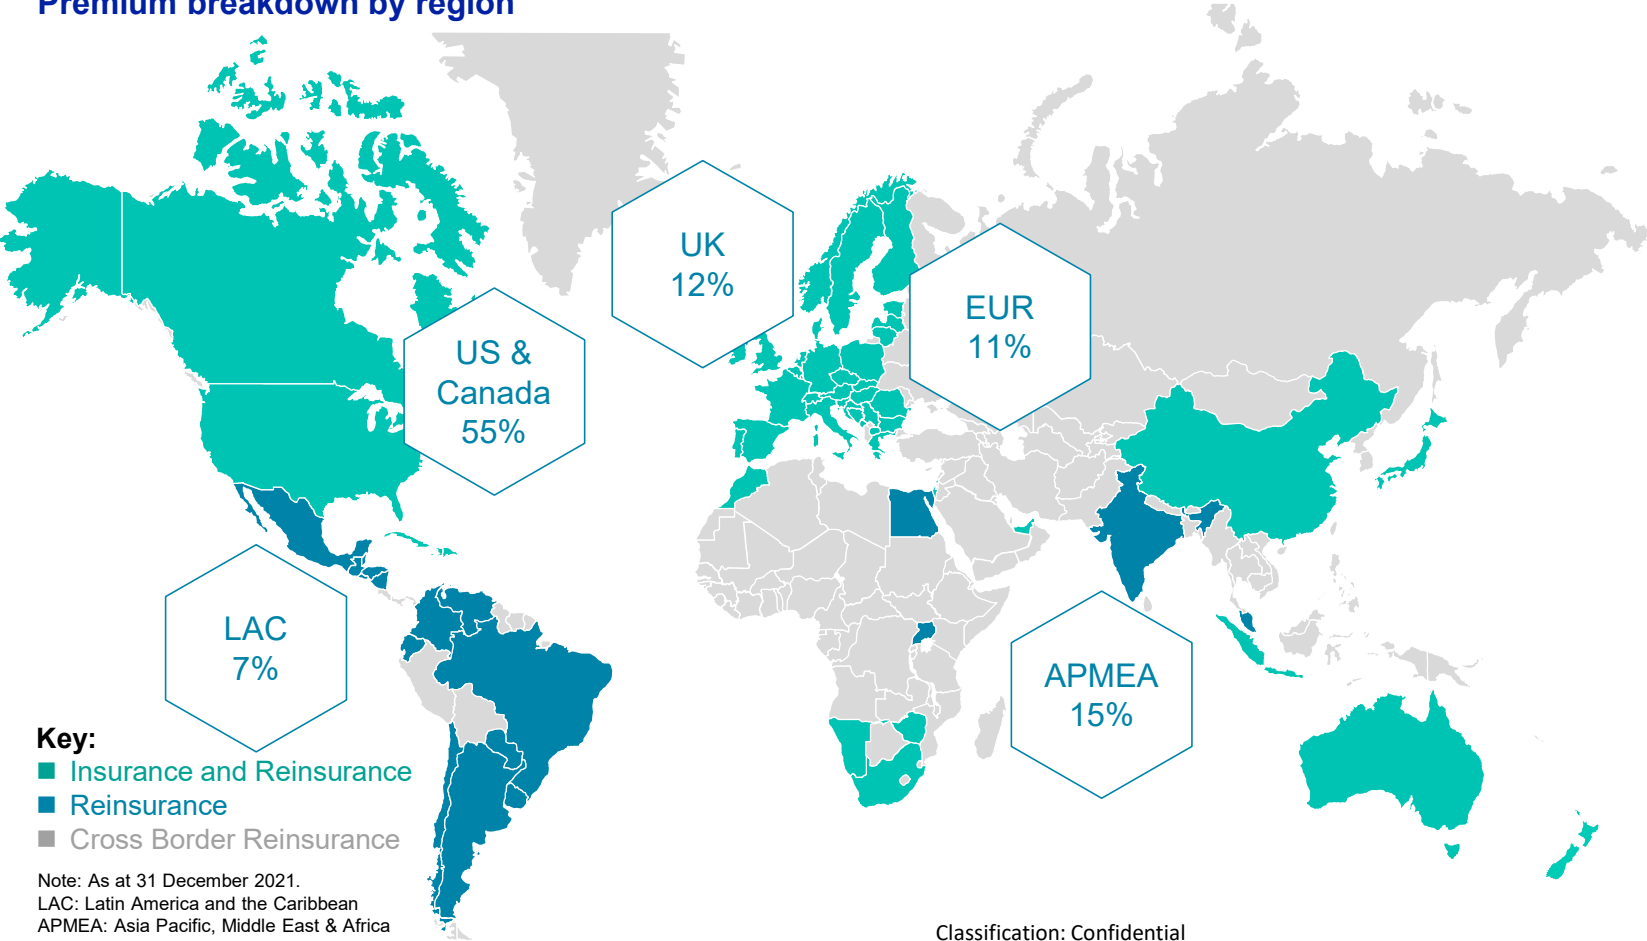 Premium breakdown by region
UK
12%
EUR
11%
US &
Canada
55%
LAC
7%
APMEA
15%
Key:
Insurance and Reinsurance
Reinsurance
Cross Border Reinsurance
Note: As at 31 December 2021.
LAC: Latin America and the Caribbean
APMEA: Asia Pacific, Middle East & Africa
Classification: Confidential